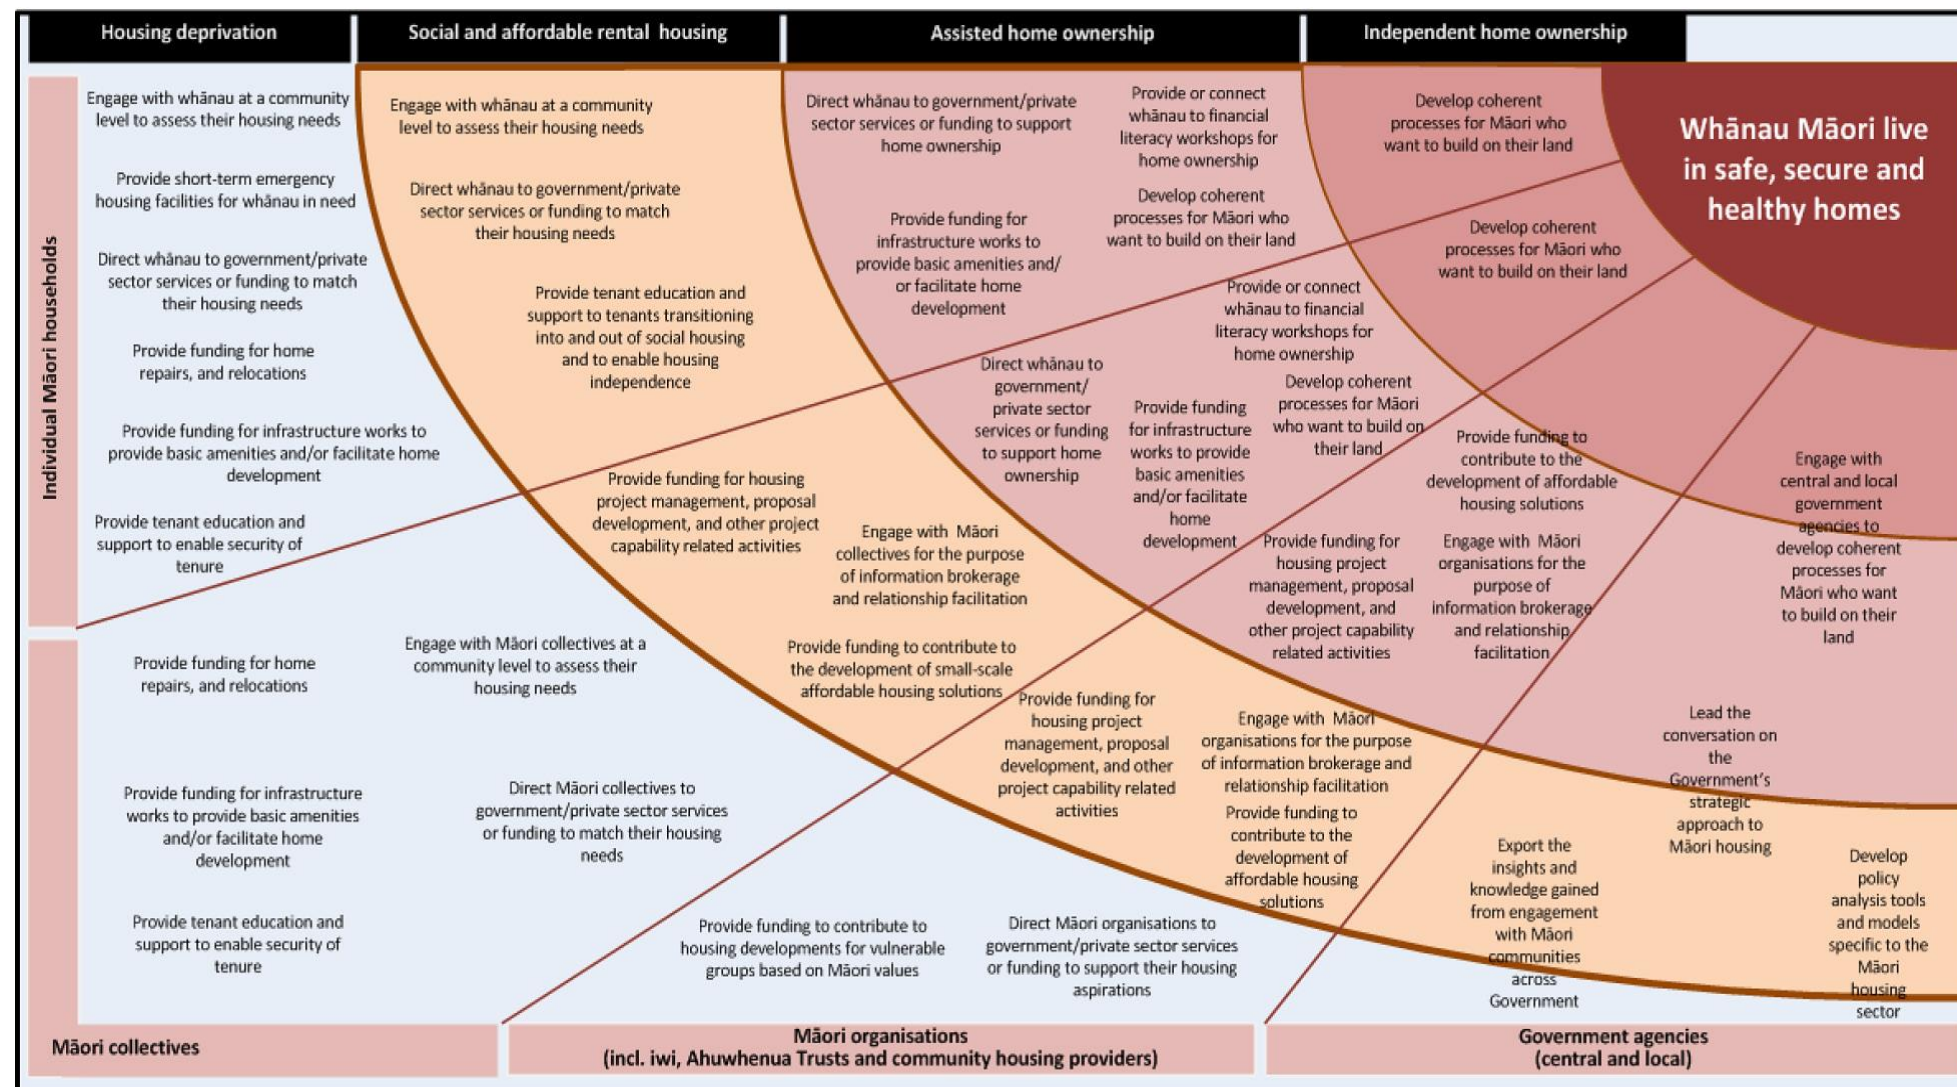 Housing deprivation
Social and affordable rental housing
Assisted home ownership
Independent home ownership
Individual Māori households
Engage with whānau at a community
level to assess their housing needs
Provide short-term emergency
housing facilities for whānau in need
Direct whānau to government/private
sector services or funding to match
their housing needs
Provide funding for home
repairs, and relocations
Provide funding for infrastructure works to
provide basic amenities and/or facilitate home
development
Provide tenant education and
support to enable security of
tenure
Engage with whānau at a community
level to assess their housing needs
Direct whānau to government/private
sector services or funding to match
their housing needs
Provide tenant education and
support to tenants transitioning
into and out of social housing
and to enable housing
independence
Direct whānau to government/private
sector services or funding to support
home ownership
Provide or connect
whānau to financial
literacy workshops for
home ownership
Provide funding for
infrastructure works to
provide basic amenities and/
or facilitate home
development
Develop coherent
processes for Māori who
want to build on their land
Develop coherent
processes for Māori who
want to build on their land
Whānau Māori live
in safe, secure and
healthy homes
Develop coherent
processes for Māori who
want to build on their land
Provide or connect
whānau to financial
literacy workshops for
home ownership
Direct whānau to
government/
private sector
services or funding
to support home
ownership
Provide funding
for infrastructure
works to provide
basic amenities
and/or facilitate
home
development
Develop coherent
processes for Māori
who want to build on
their land
Provide funding for housing
project management, proposal
development, and other project
capability related activities
Engage with Māori
collectives for the purpose
of information brokerage
and relationship facilitation
Provide funding to contribute to
the development of small-scale
affordable housing solutions
Provide funding for home
repairs, and relocations
Engage with Māori collectives at a
community level to assess their
housing needs
Provide funding for infrastructure
works to provide basic amenities
and/or facilitate home
development
Direct Māori collectives to
government/private sector services
or funding to match their housing
needs
Provide tenant education and
support to enable security of
tenure
Provide funding to
contribute to the
development of affordable
housing solutions
Provide funding for
housing project
management, proposal
development, and
other project capability
related activities
Engage with Māori
organisations for the
purpose of
information brokerage
and relationship
facilitation
Provide funding for
housing project
management, proposal
development, and other
project capability related
activities
Engage with Māori
organisations for the purpose
of information brokerage and
relationship facilitation
Provide funding to
contribute to the
development of
affordable housing
solutions
Provide funding to contribute to
housing developments for vulnerable
groups based on Māori values
Direct Māori organisations to
government/private sector services
or funding to support their housing
aspirations
Engage with
central and local
government
agencies to
develop coherent
processes for
Māori who want
to build on their
land
Lead the
conversation on
the
Government's
strategic
approach to
Māori housing
Export the
insights and
knowledge gained
from engagement
with Māori
communities
across
Government
Develop
policy
analysis tools
and models
specific to the
Māori
housing
sector
Māori collectives
Māori organisations
(incl. iwi, Ahuwhenua Trusts and community housing providers)
Government agencies
(central and local)